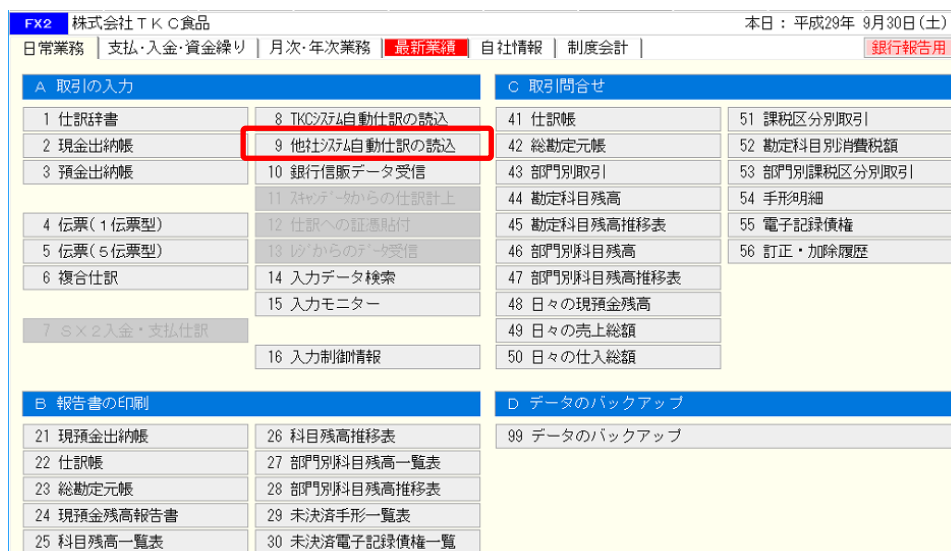 FX2 株式会社ＴＫＣ食品 本日：平成29年 9月30日(土)
日常業務 支払･入金･資金繰り 月次･年次業務 最新業績 自社情報 制度会計 銀行報告用
A 取引の入力
1 仕訳辞書
2 現金出納帳
3 預金出納帳
4 伝票(1伝票型)
5 伝票(5伝票型)
6 複合仕訳
7 ＳＸ２入金・支払仕訳
8 TKCｼｽﾃﾑ自動仕訳の読込
9 他社ｼｽﾃﾑ自動仕訳の読込
10 銀行信販データ受信
11 ｽｷｬﾝﾃﾞｰﾀからの仕訳計上
12 仕訳への証憑貼付
13 ﾚｼﾞからのﾃﾞｰﾀ受信
14 入力データ検索
15 入力モニター
16 入力制御情報
C 取引問合せ
41 仕訳帳
42 総勘定元帳
43 部門別取引
44 勘定科目残高
45 勘定科目残高推移表
46 部門別科目残高
47 部門別科目残高推移表
48 日々の現預金残高
49 日々の売上総額
50 日々の仕入総額
51 課税区分別取引
52 勘定科目別消費税額
53 部門別課税区分別取引
54 手形明細
55 電子記録債権
56 訂正・加除履歴
B 報告書の印刷
21 現預金出納帳
22 仕訳帳
23 総勘定元帳
24 現預金残高報告書
25 科目残高一覧表
26 科目残高推移表
27 部門別科目残高一覧表
28 部門別科目残高推移表
29 未決済手形一覧表
30 未決済電子記録債権一覧
D データのバックアップ
99 データのバックアップ